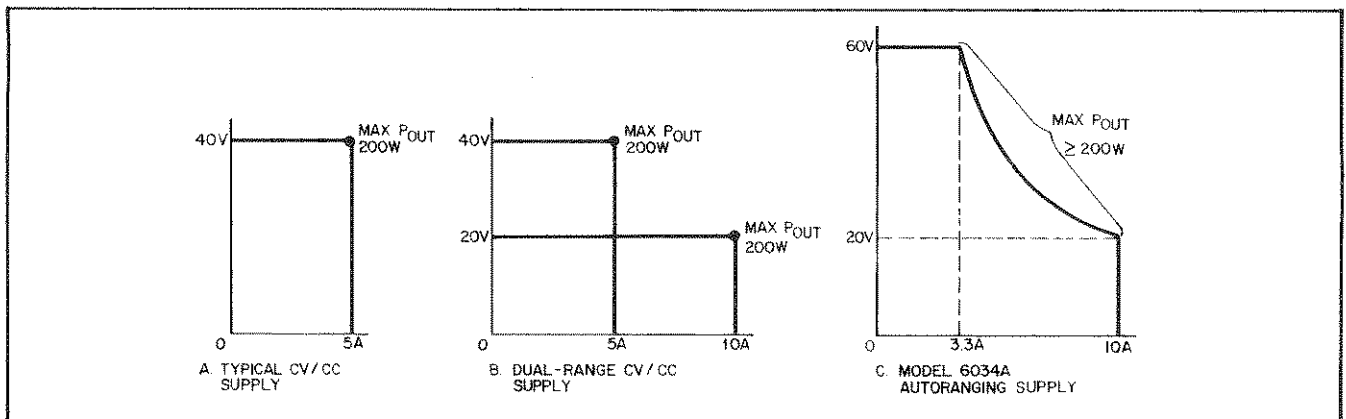 40V
MAX POUT
200W
0
5A
A. TYPICAL CV/CC
SUPPLY
40V
MAX POUT
200W
20V
MAX POUT
200W
0
5A
10A
B. DUAL-RANGE CV/CC
SUPPLY
60V
MAX POUT
≥ 200W
20V
0
3.3A
10A
C. MODEL 6034A
AUTORANGING SUPPLY